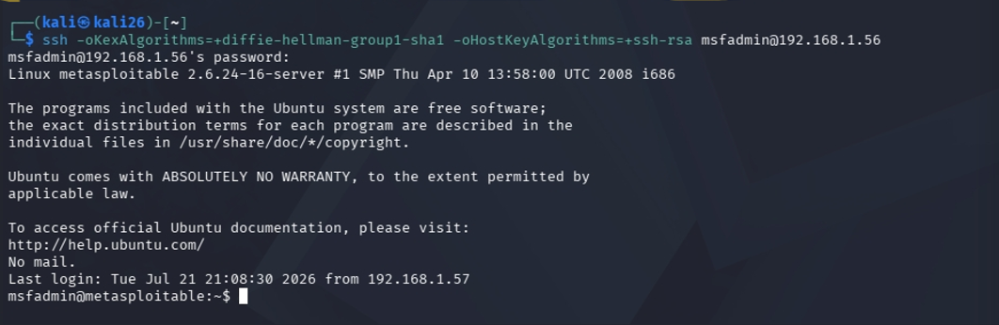 ┌──(kali㉿kali26)-[~]
└─$ ssh -oKexAlgorithms=+diffie-hellman-group1-sha1 -oHostKeyAlgorithms=+ssh-rsa msfadmin@192.168.1.56
msfadmin@192.168.1.56's password:
Linux metasploitable 2.6.24-16-server #1 SMP Thu Apr 10 13:58:00 UTC 2008 i686
The programs included with the Ubuntu system are free software;
the exact distribution terms for each program are described in the
individual files in /usr/share/doc/*/copyright.
Ubuntu comes with ABSOLUTELY NO WARRANTY, to the extent permitted by
applicable law.
To access official Ubuntu documentation, please visit:
http://help.ubuntu.com/
No mail.
Last login: Tue Jul 21 21:08:30 2026 from 192.168.1.57
msfadmin@metasploitable:~$